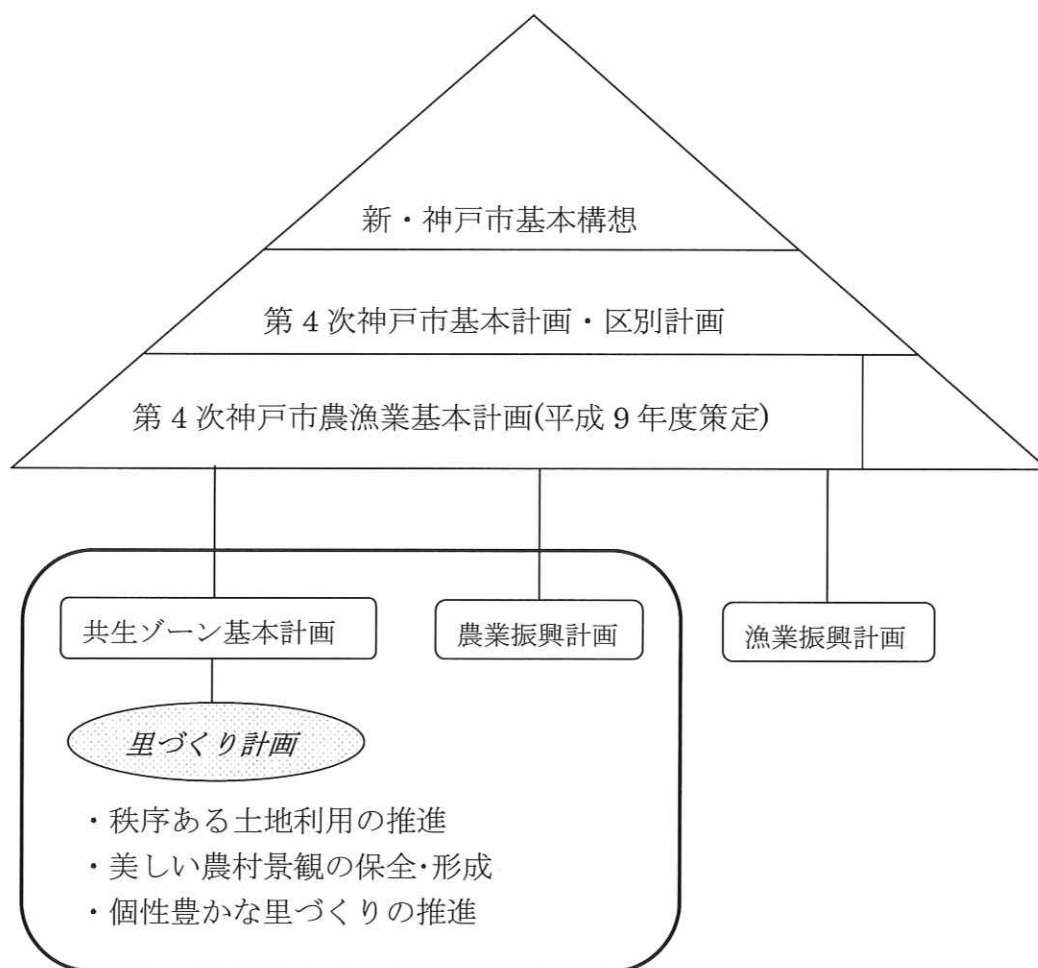 新・神戸市基本構想
第4次神戸市基本計画・区別計画
第4次神戸市農漁業基本計画(平成9年度策定)
共生ゾーン基本計画
農業振興計画
漁業振興計画
里づくり計画
・秩序ある土地利用の推進
・美しい農村景観の保全・形成
・個性豊かな里づくりの推進